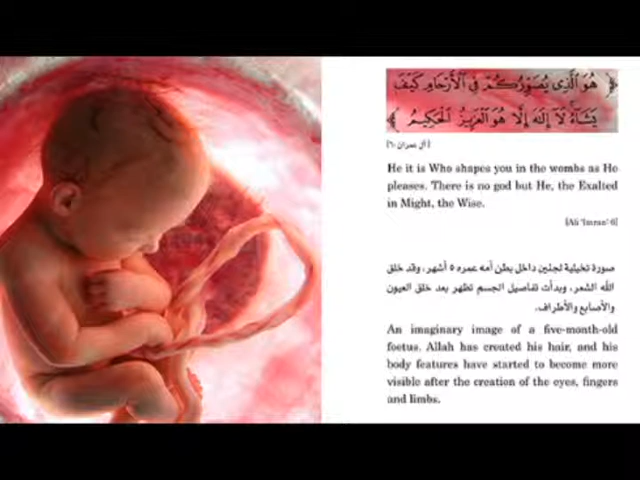 ﴿ هُوَ الَّذِي يُصَوِّرُكُمْ فِي الْأَرْحَامِ كَيْفَ
يَشَاءُ لَا إِلَٰهَ إِلَّا هُوَ الْعَزِيزُ الْحَكِيمُ ﴾
[آل عمران ٦]
He it is Who shapes you in the wombs as He
pleases. There is no god but He, the Exalted
in Might, the Wise.
[Ali 'Imran: 6]
صورة تخيلية لجنين داخل بطن أمه عمره ٥ أشهر، وقد خلق
الله الشعر، وبدأت تفاصيل الجسم تظهر بعد خلق العيون
والأصابع والأطراف.
An imaginary image of a five-month-old
foetus. Allah has created his hair, and his
body features have started to become more
visible after the creation of the eyes, fingers
and limbs.